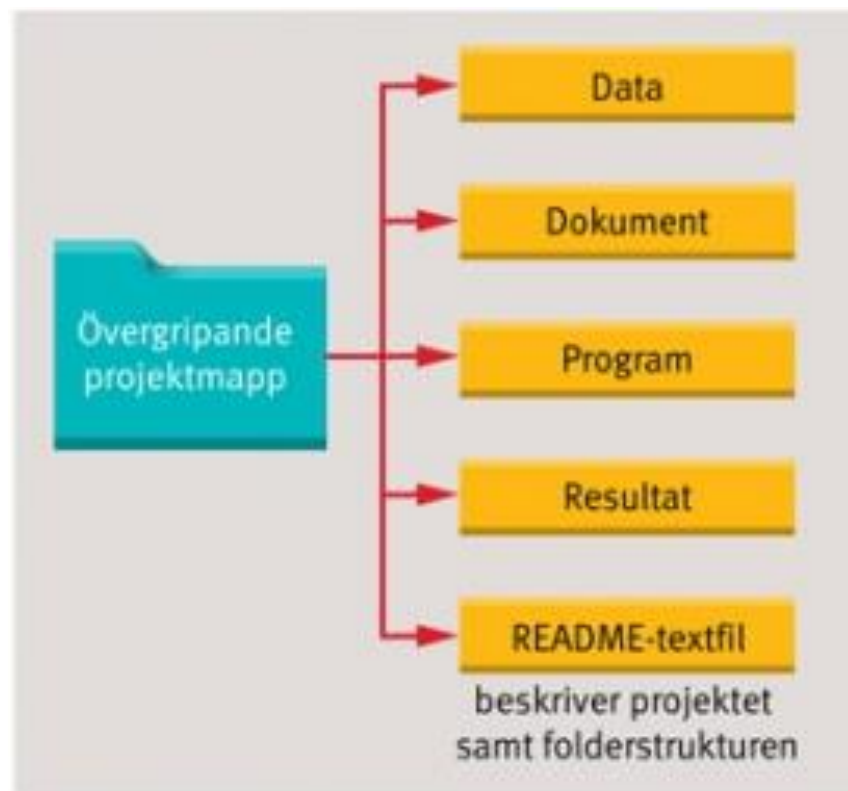 Övergripande
projektmapp
Data
Dokument
Program
Resultat
README-textfil
beskriver projektet
samt folderstrukturen